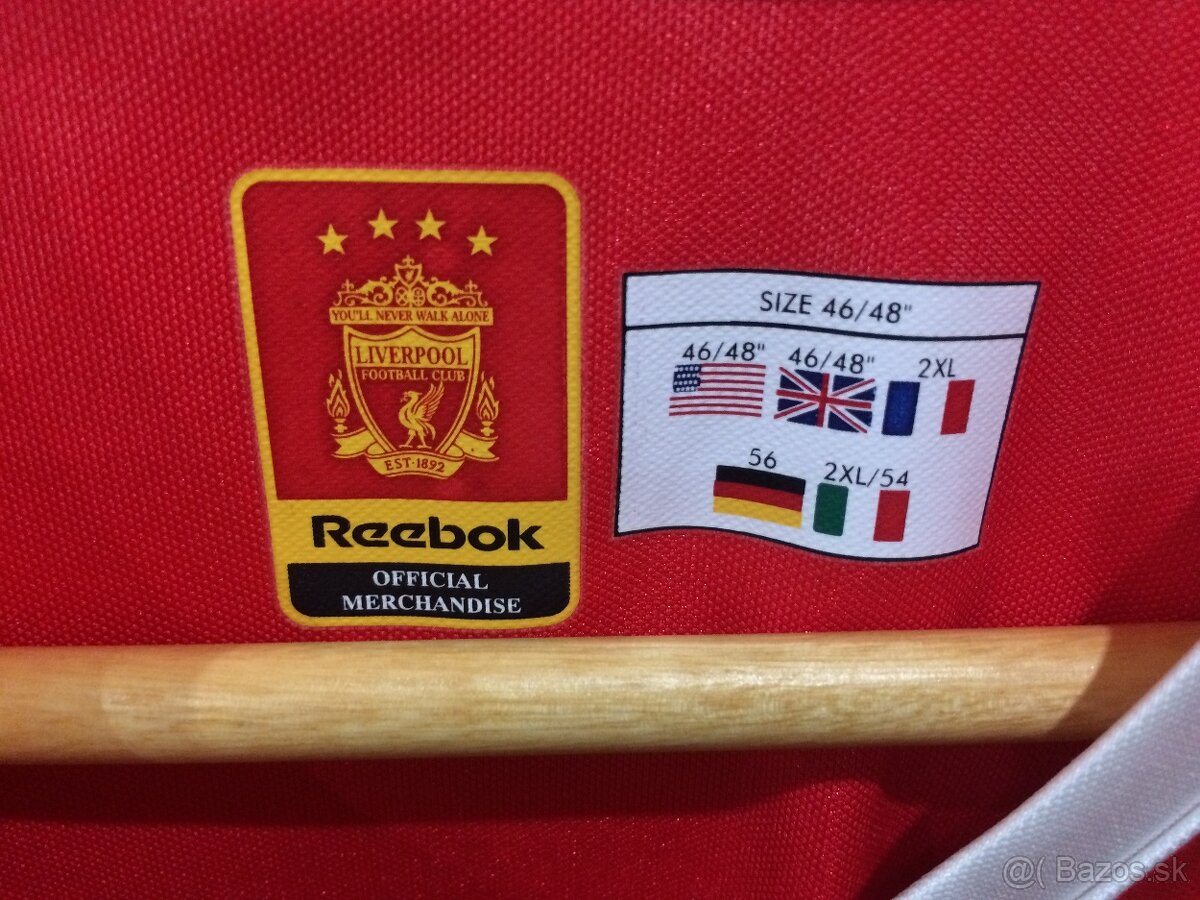 YOU'LL NEVER WALK ALONE
LIVERPOOL
FOOTBALL CLUB
EST·1892
Reebok
OFFICIAL
MERCHANDISE
SIZE 46/48"
46/48" 46/48" 2XL
56 2XL/54
@( Bazos.sk